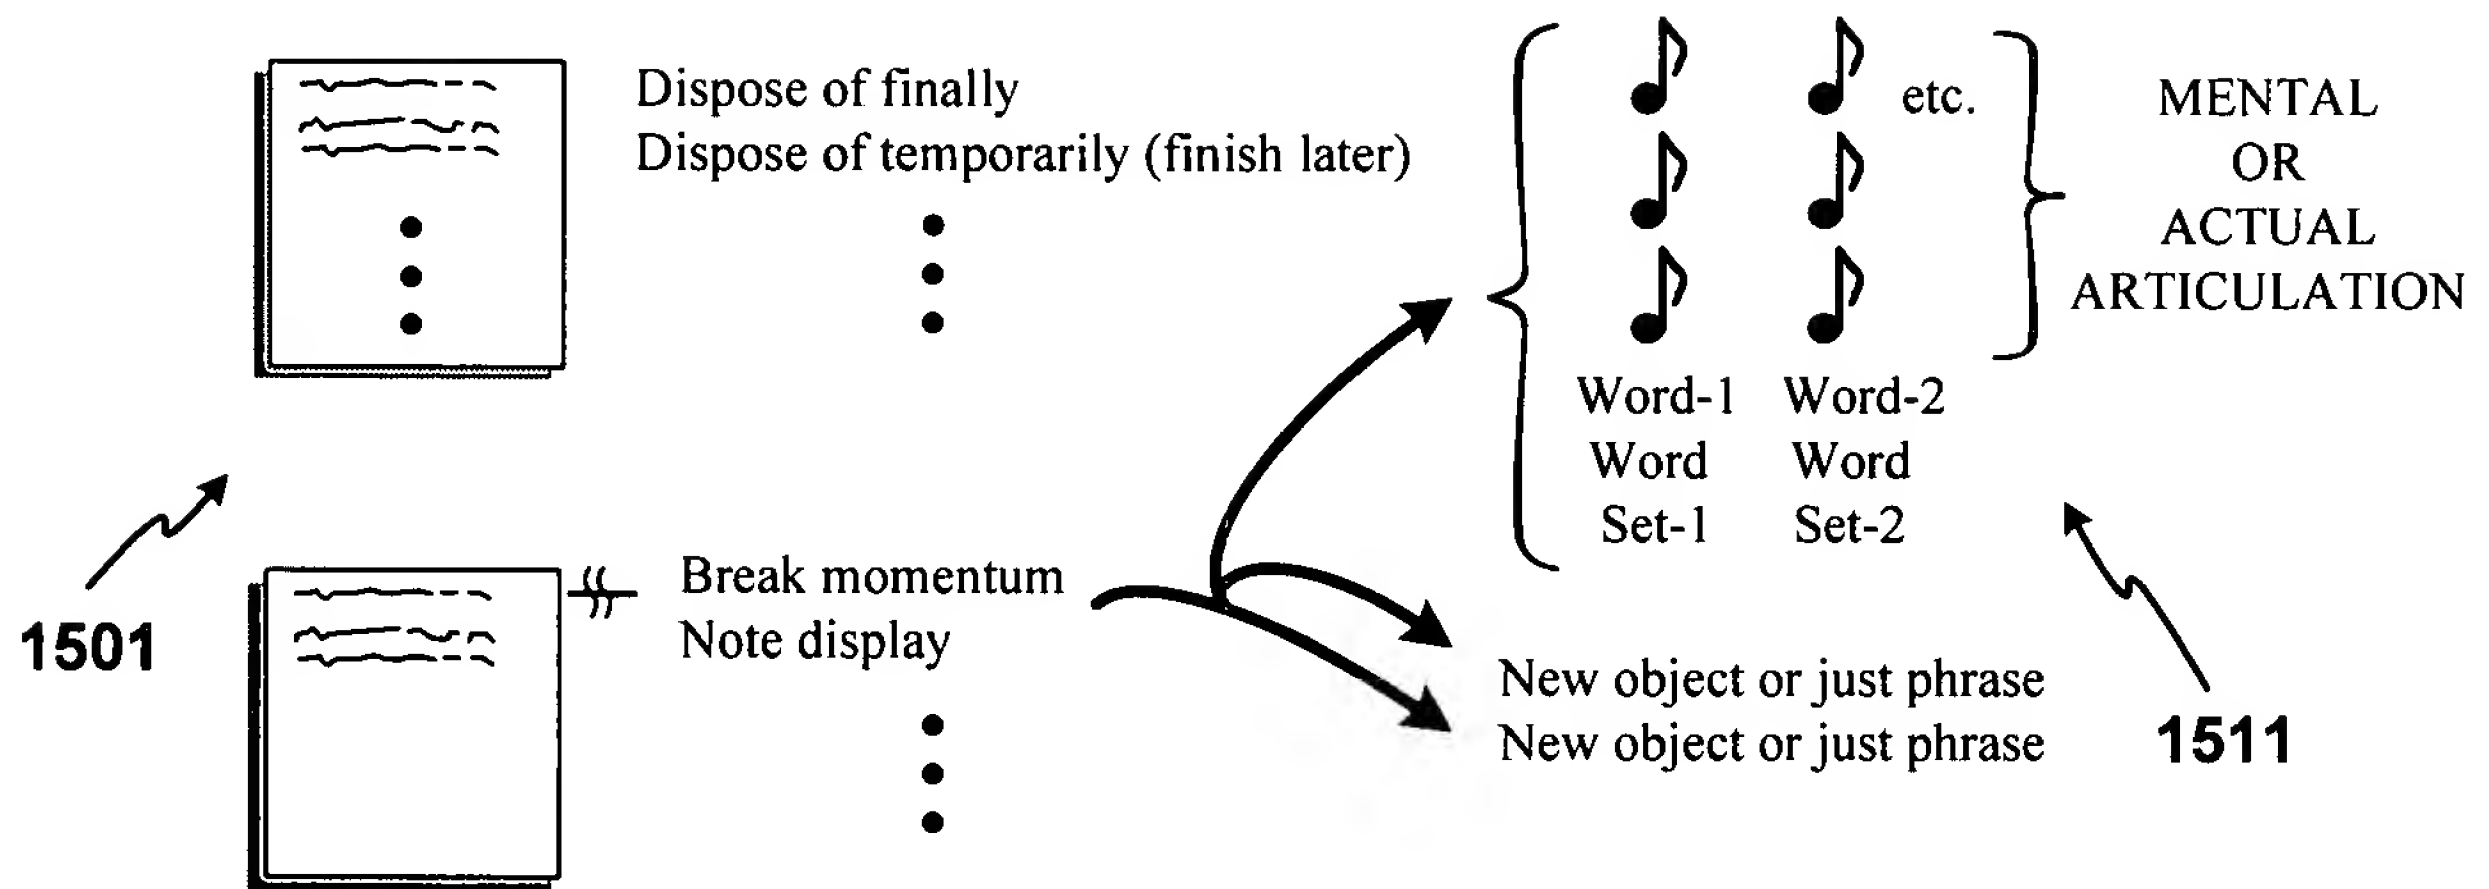 Dispose of finally
Dispose of temporarily (finish later)
etc.
MENTAL
OR
ACTUAL
ARTICULATION
Word-1 Word-2
Word Word
Set-1 Set-2
1501
Break momentum
Note display
New object or just phrase
New object or just phrase
1511